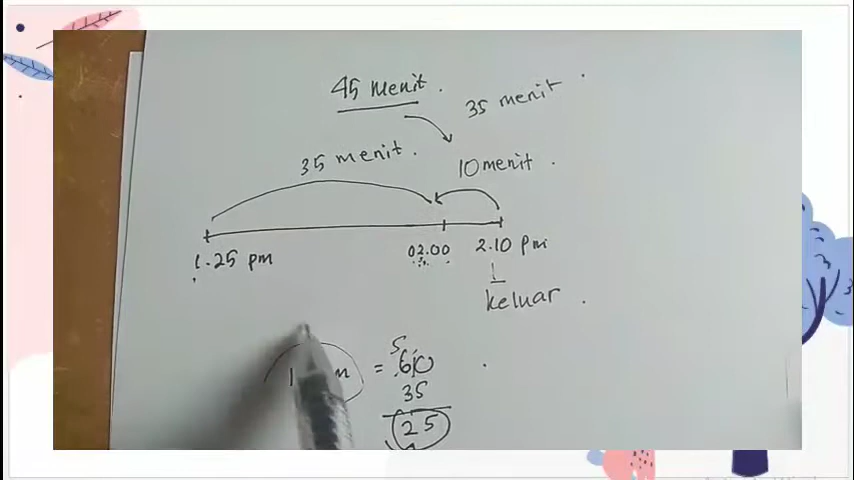 45 menit.
35 menit.
35 menit.
10 menit.
1.25 pm
02.00
2.10 pm
keluar.
1 m = 60
5
35
25